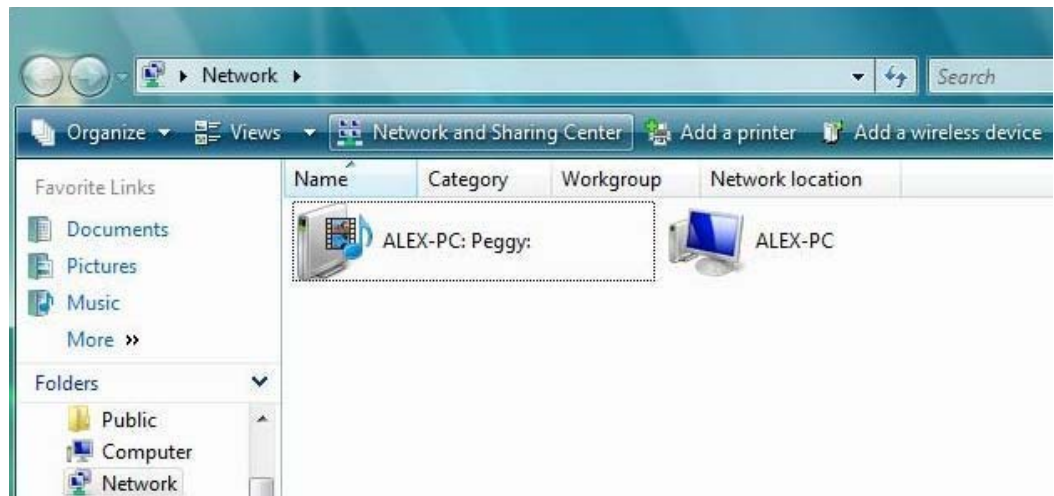 Network
Search
Organize Views Network and Sharing Center Add a printer Add a wireless device
Favorite Links
Documents
Pictures
Music
More »
Folders
Public
Computer
Network
Name Category Workgroup Network location
ALEX-PC: Peggy: ALEX-PC